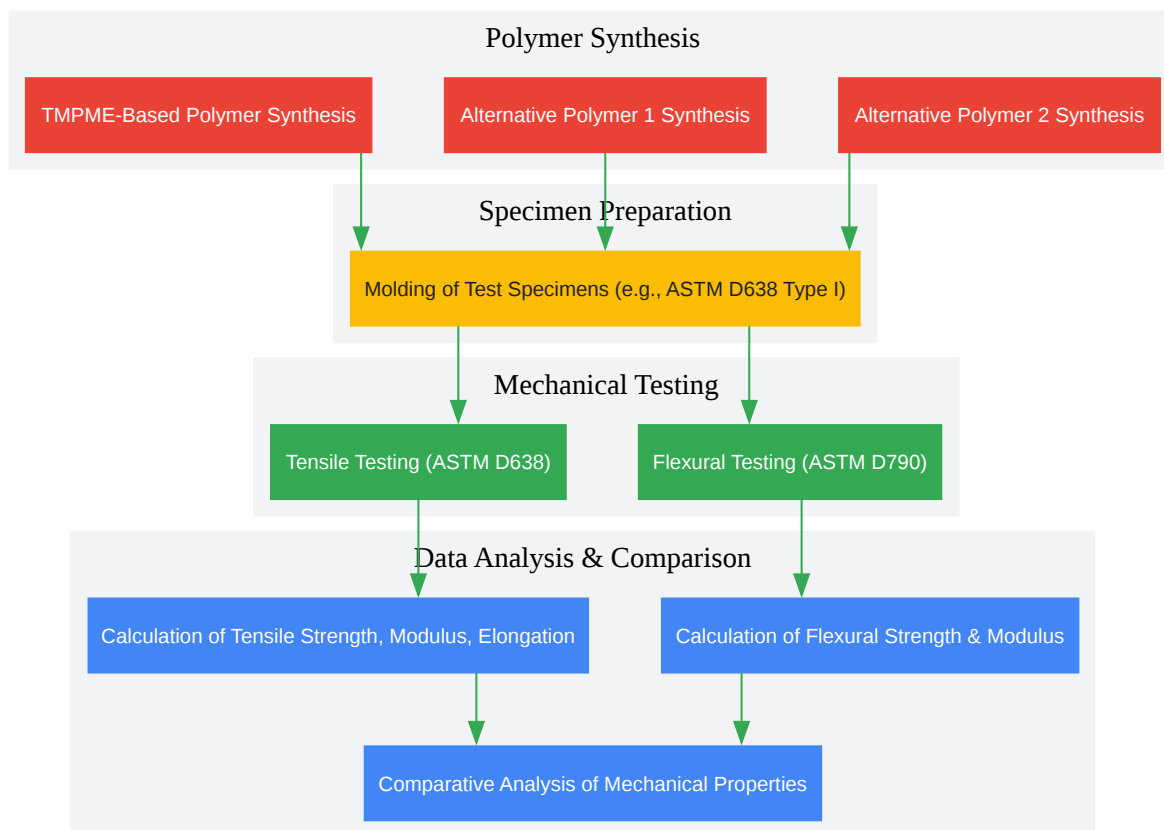 Polymer Synthesis
TMPME-Based Polymer Synthesis
Alternative Polymer 1 Synthesis
Alternative Polymer 2 Synthesis
Specimen Preparation
Molding of Test Specimens (e.g., ASTM D638 Type I)
Mechanical Testing
Tensile Testing (ASTM D638)
Flexural Testing (ASTM D790)
Data Analysis & Comparison
Calculation of Tensile Strength, Modulus, Elongation
Calculation of Flexural Strength & Modulus
Comparative Analysis of Mechanical Properties